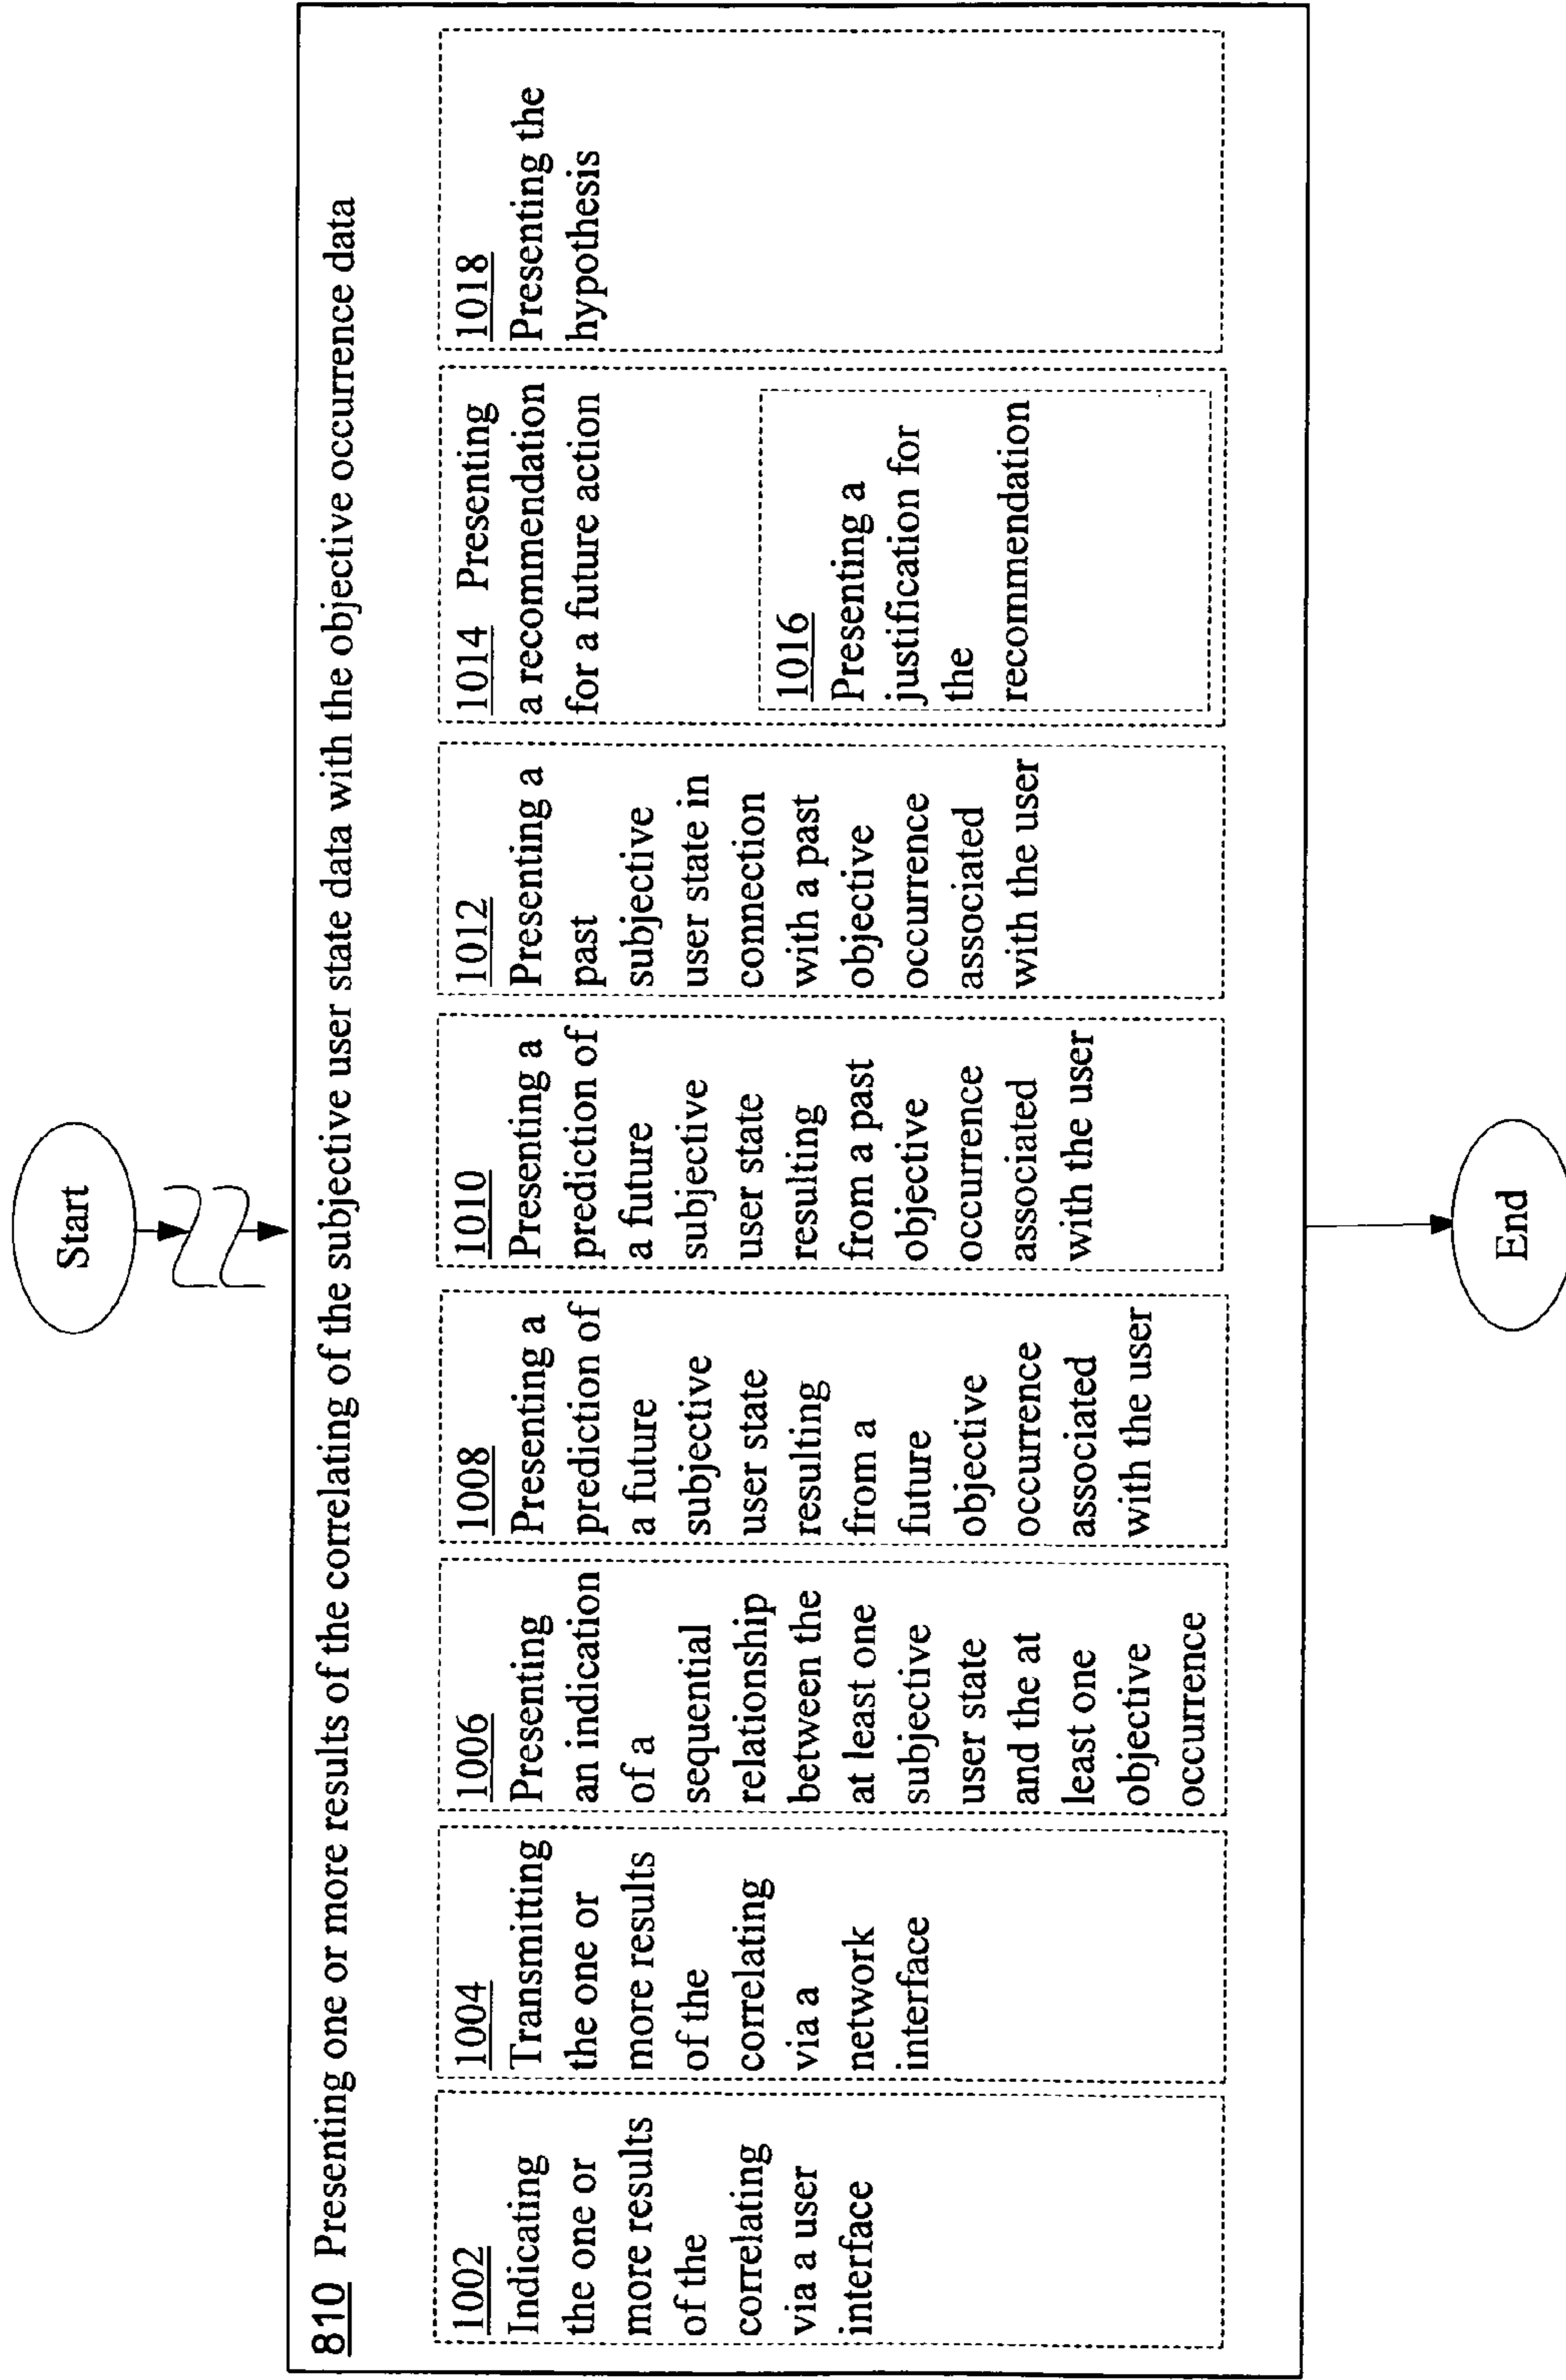 Start
810 Presenting one or more results of the correlating of the subjective user state data with the objective occurrence data
1002
Indicating
the one or
more results
of the
correlating
via a user
interface
1004
Transmitting
the one or
more results
of the
correlating
via a
network
interface
1006
Presenting
an indication
of a
sequential
relationship
between the
at least one
subjective
user state
and the at
least one
objective
occurrence
1008
Presenting a
prediction of
a future
subjective
user state
resulting
from a
future
objective
occurrence
associated
with the user
1010
Presenting a
prediction of
a future
subjective
user state
resulting
from a past
objective
occurrence
associated
with the user
1012
Presenting a
past
subjective
user state in
connection
with a past
objective
occurrence
associated
with the user
1014 Presenting
a recommendation
for a future action
1016
Presenting a
justification for
the
recommendation
1018
Presenting the
hypothesis
End